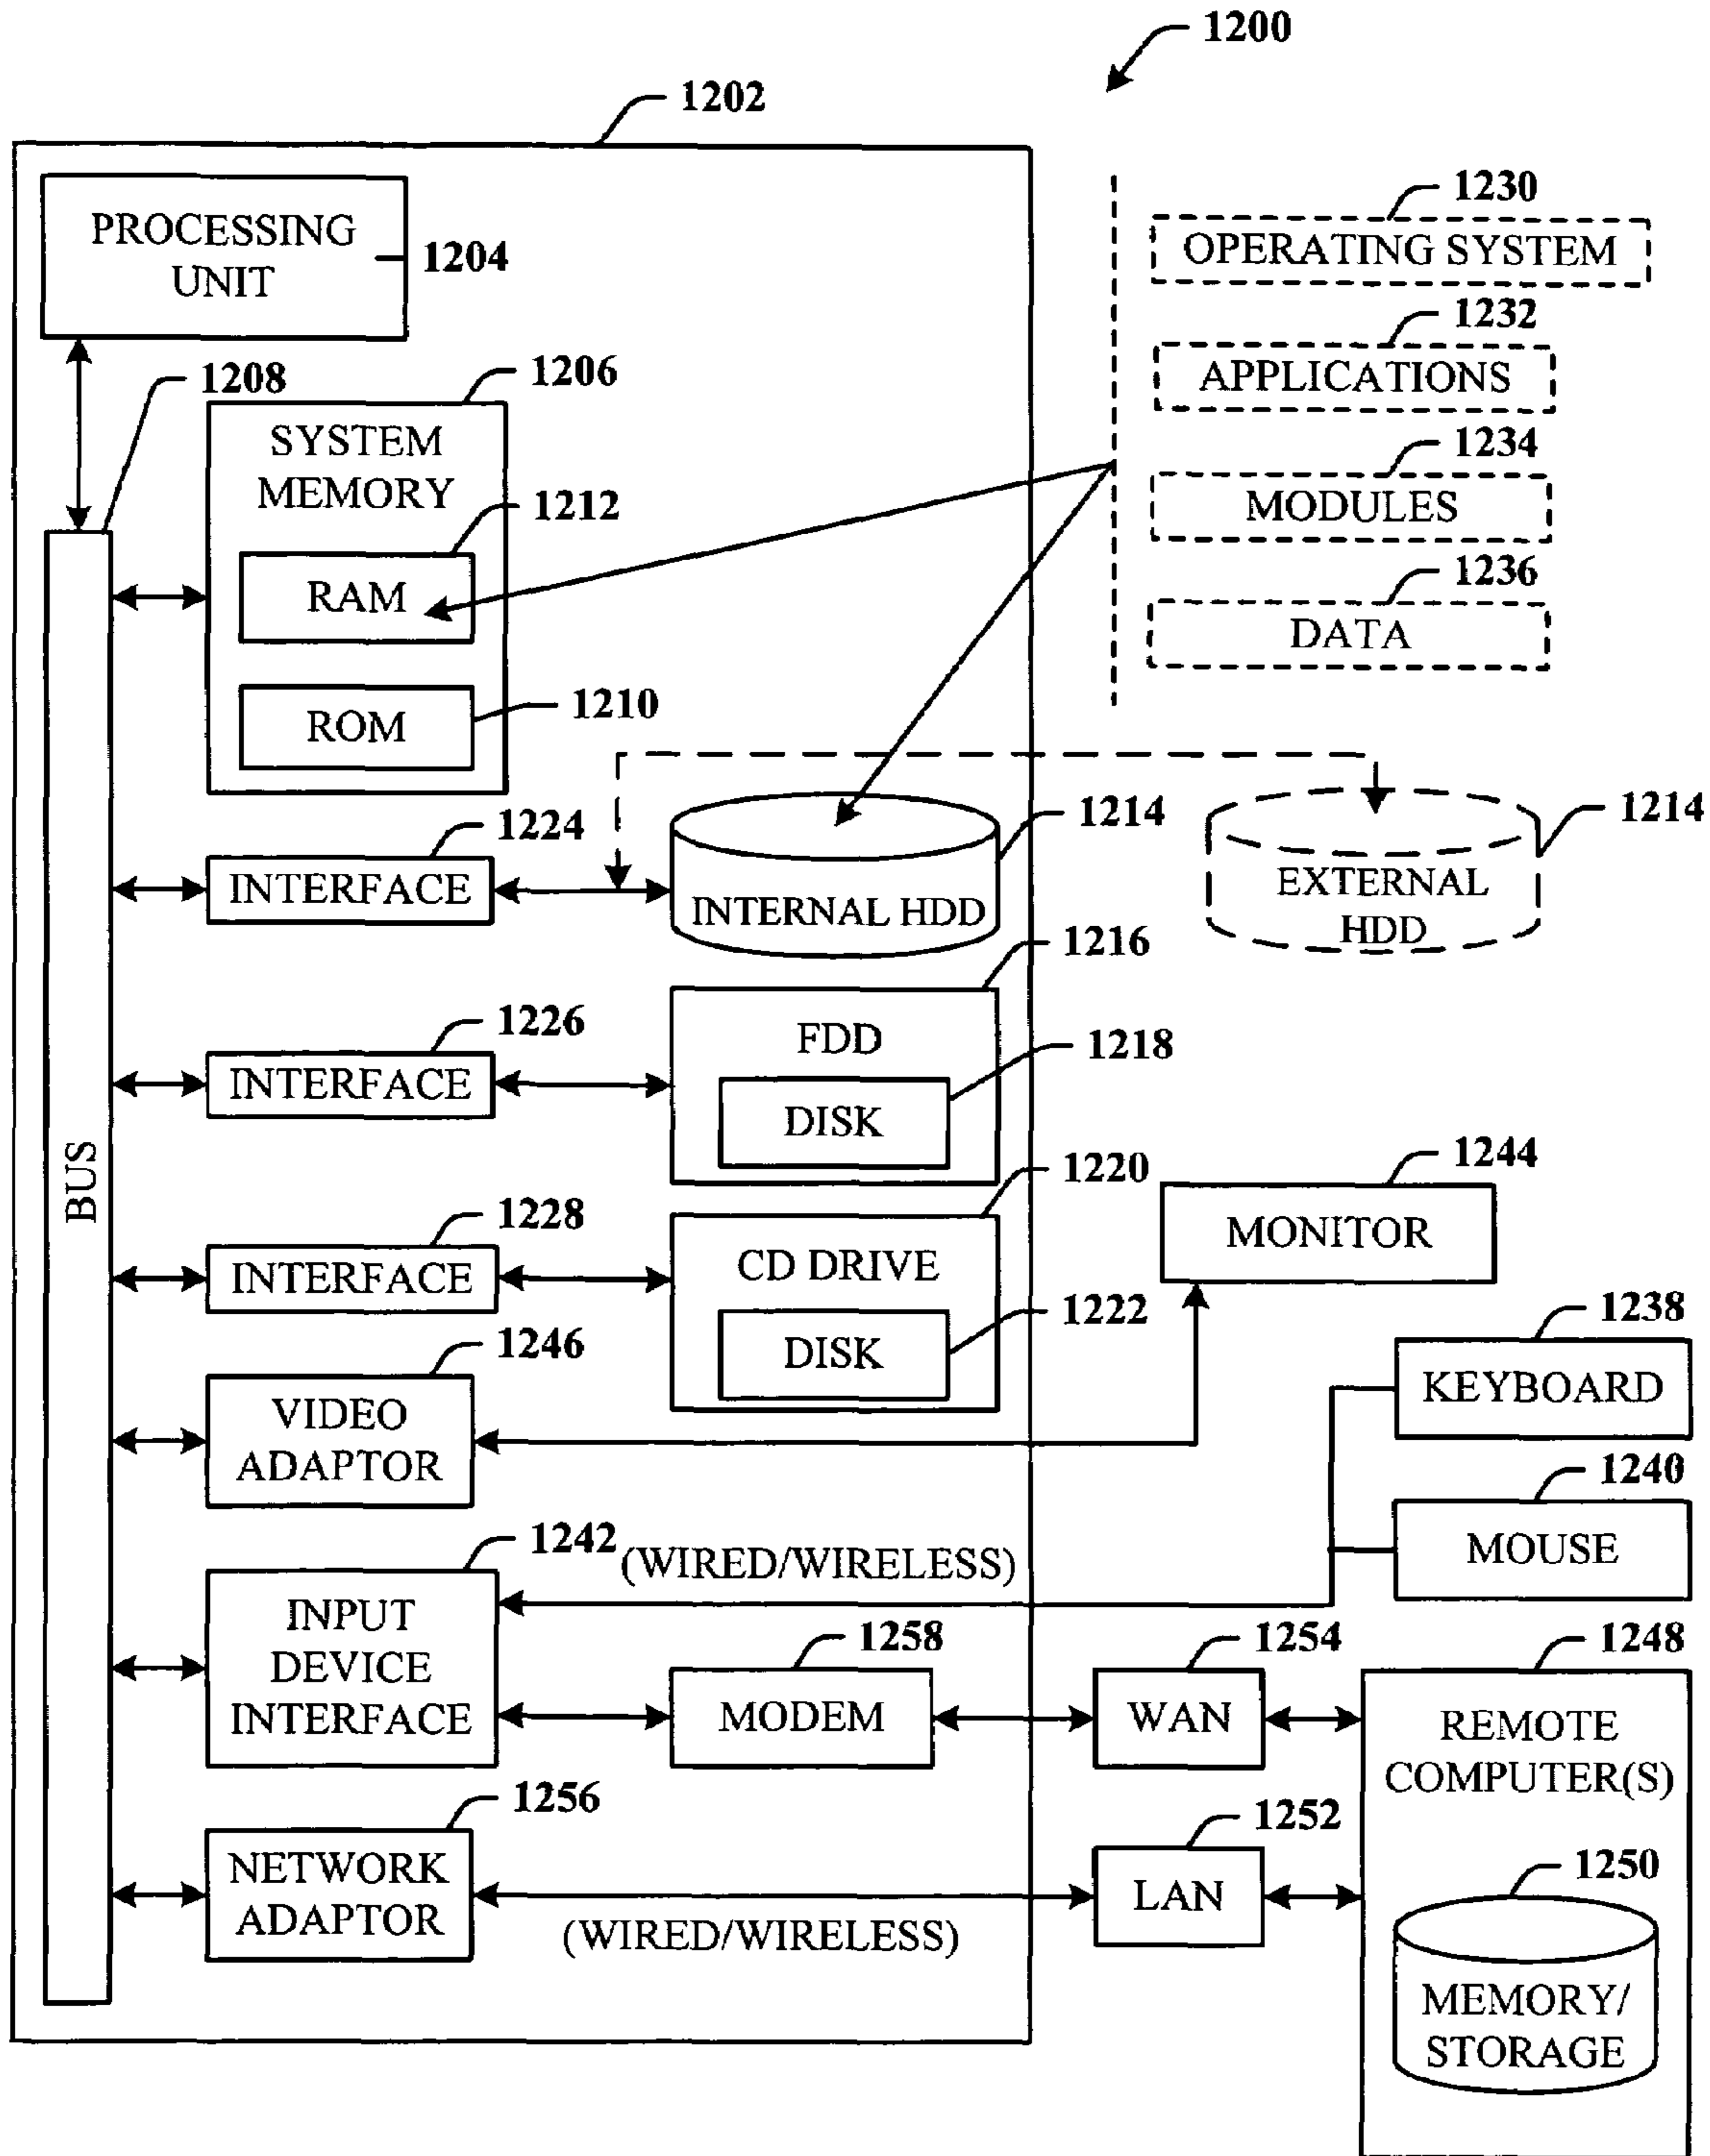 1200
1202
PROCESSING
UNIT
1204
1230
OPERATING SYSTEM
1232
APPLICATIONS
1234
MODULES
1236
DATA
1208
1206
SYSTEM
MEMORY
1212
RAM
1210
ROM
1224
INTERFACE
1214
INTERNAL HDD
1214
EXTERNAL
HDD
1216
FDD
1226
INTERFACE
1218
DISK
BUS
1220
CD DRIVE
1228
INTERFACE
1222
DISK
1244
MONITOR
1246
VIDEO
ADAPTOR
1238
KEYBOARD
1240
MOUSE
1242
(WIRED/WIRELESS)
INPUT
DEVICE
INTERFACE
1258
MODEM
1254
WAN
1248
REMOTE
COMPUTER(S)
1256
NETWORK
ADAPTOR
(WIRED/WIRELESS)
1252
LAN
1250
MEMORY/
STORAGE